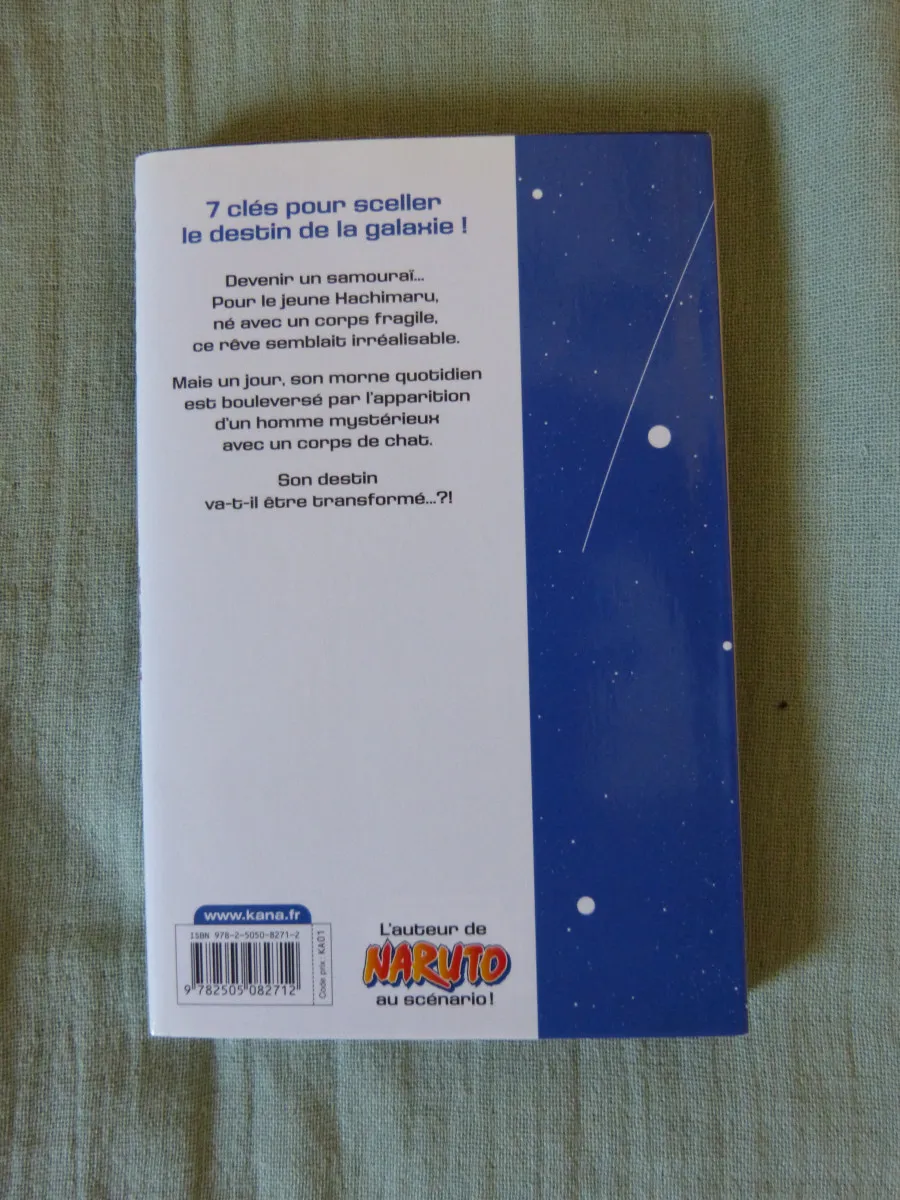 7 clés pour sceller
le destin de la galaxie !
Devenir un samouraï...
Pour le jeune Hachimaru,
né avec un corps fragile,
ce rêve semblait irréalisable.
Mais un jour, son morne quotidien
est bouleversé par l'apparition
d'un homme mystérieux
avec un corps de chat.
Son destin
va-t-il être transformé...?!
www.kana.fr
ISBN 978-2-5050-8271-2
9 782505 082712
Code prix : KA01
L'auteur de
NARUTO
au scénario !